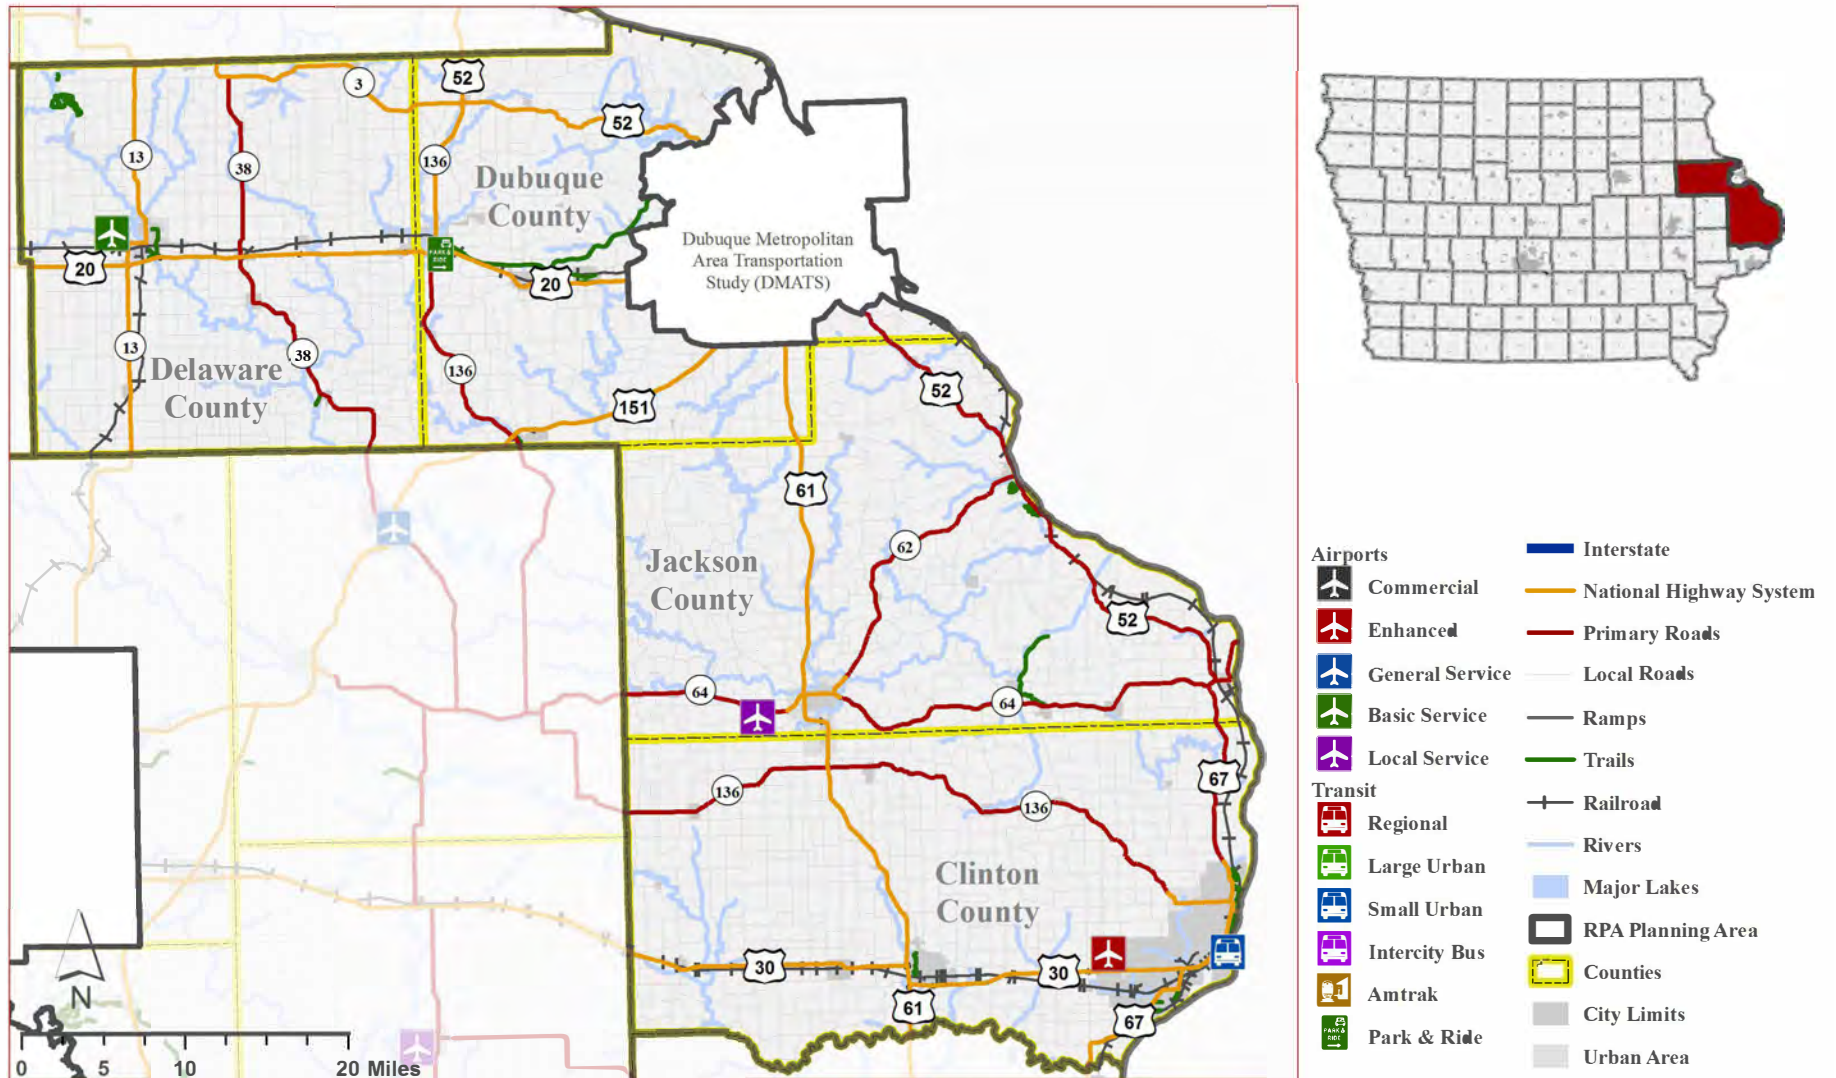 3
52
52
13
38
136
Dubuque
County
Dubuque Metropolitan
Area Transportation
Study (DMATS)
PARK &
RIDE
20
20
13
38
Delaware
County
136
151
52
61
62
Jackson
County
52
64
64
67
136
136
Clinton
County
30
30
61
67
N
0
5
10
20 Miles
Airports
Commercial
Enhanced
General Service
Basic Service
Local Service
Transit
Regional
Large Urban
Small Urban
Intercity Bus
Amtrak
PARK &
RIDE
Park & Ride
Interstate
National Highway System
Primary Roads
Local Roads
Ramps
Trails
Railroad
Rivers
Major Lakes
RPA Planning Area
Counties
City Limits
Urban Area